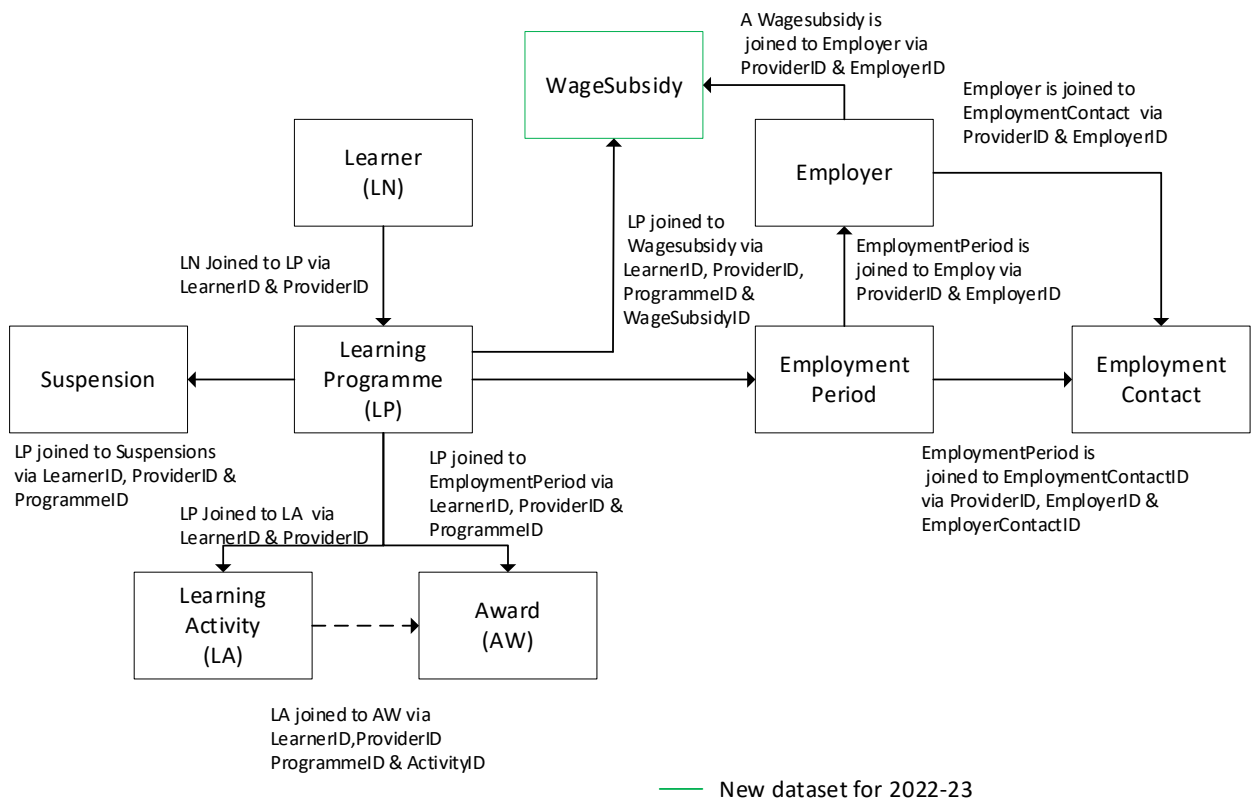 A Wagesubsidy is
joined to Employer via
ProviderID & EmployerID
WageSubsidy
Employer is joined to
EmploymentContact via
ProviderID & EmployerID
Learner
(LN)
Employer
LP joined to
Wagesubsidy via
LearnerID, ProviderID,
ProgrammeID &
WageSubsidyID
EmploymentPeriod is
joined to Employ via
ProviderID & EmployerID
LN Joined to LP via
LearnerID & ProviderID
Suspension
Learning
Programme
(LP)
Employment
Period
Employment
Contact
LP joined to Suspensions
via LearnerID, ProviderID &
ProgrammeID
LP joined to
EmploymentPeriod via
LearnerID, ProviderID &
ProgrammeID
EmploymentPeriod is
joined to EmploymentContactID
via ProviderID, EmployerID &
EmployerContactID
LP Joined to LA via
LearnerID & ProviderID
Learning
Activity
(LA)
Award
(AW)
LA joined to AW via
LearnerID,ProviderID
ProgrammeID & ActivityID
New dataset for 2022-23